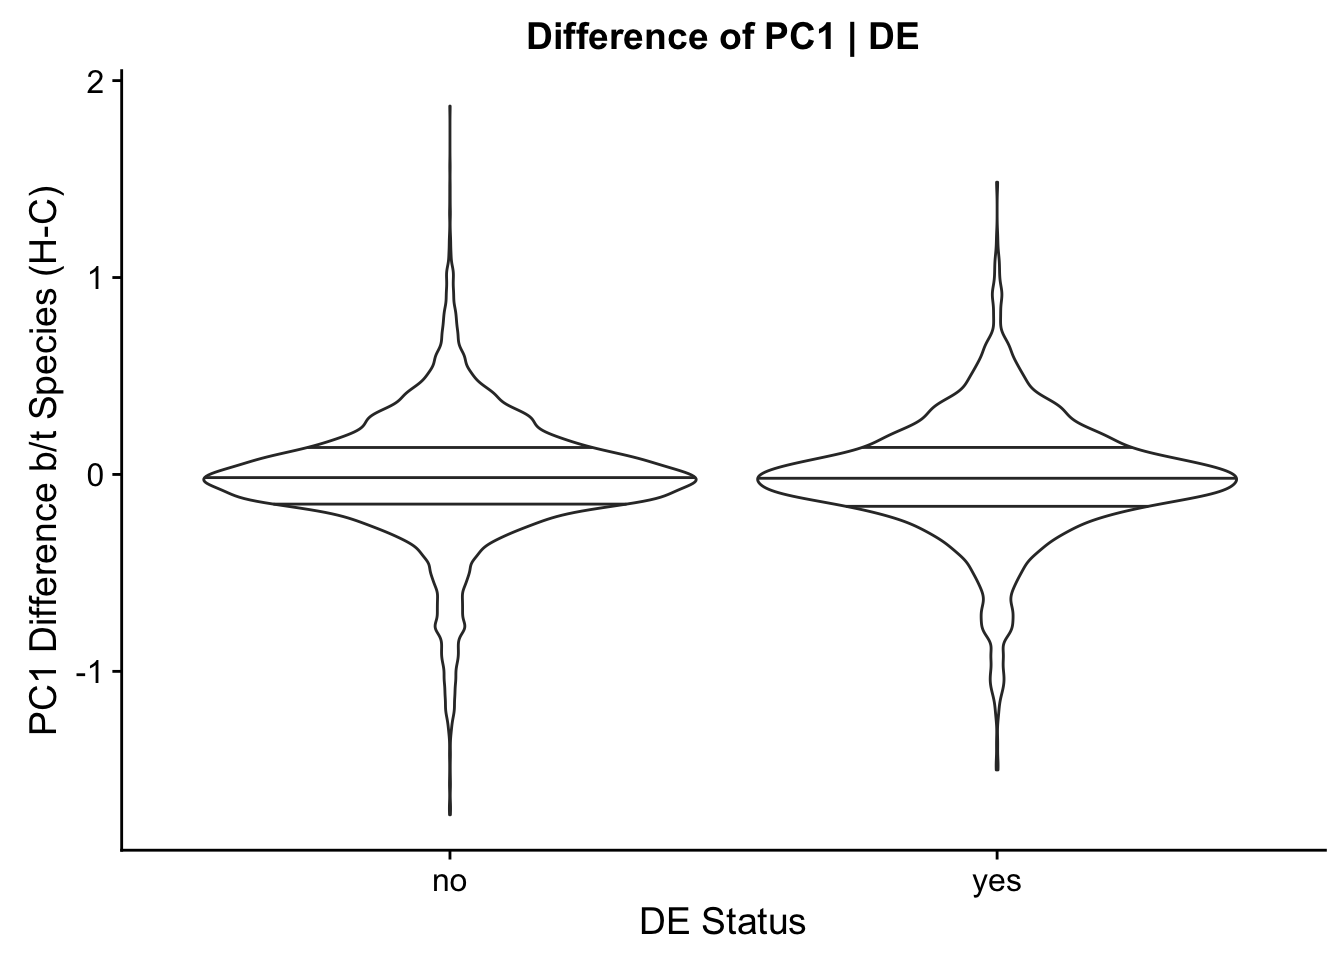 Difference of PC1 | DE
PC1 Difference b/t Species (H-C)
2
1
0
-1
no
yes
DE Status